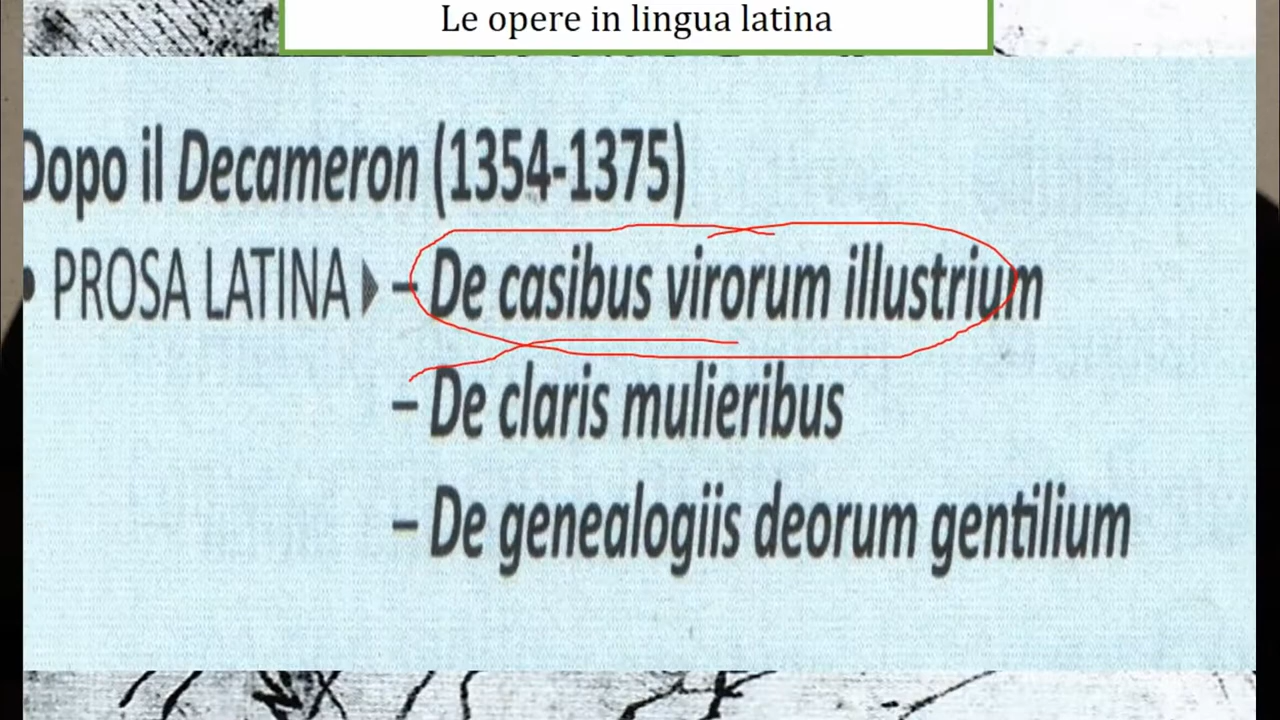 Le opere in lingua latina
Dopo il Decameron (1354-1375)
• PROSA LATINA ▶ – De casibus virorum illustrium
– De claris mulieribus
– De genealogiis deorum gentilium